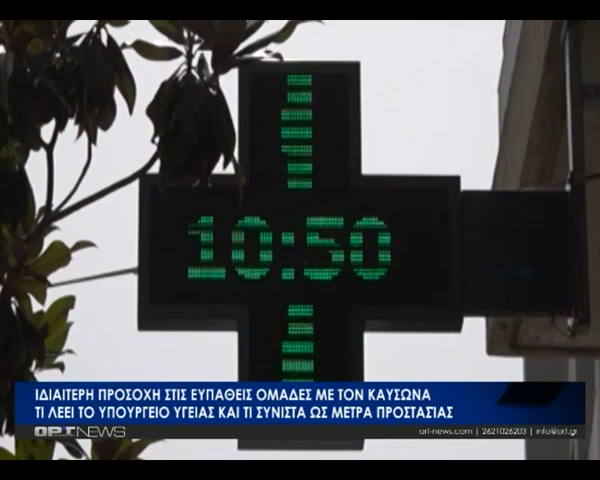 10:50
ΙΔΙΑΙΤΕΡΗ ΠΡΟΣΟΧΗ ΣΤΙΣ ΕΥΠΑΘΕΙΣ ΟΜΑΔΕΣ ΜΕ ΤΟΝ ΚΑΥΣΩΝΑ
ΤΙ ΛΕΕΙ ΤΟ ΥΠΟΥΡΓΕΙΟ ΥΓΕΙΑΣ ΚΑΙ ΤΙ ΣΥΝΙΣΤΑ ΩΣ ΜΕΤΡΑ ΠΡΟΣΤΑΣΙΑΣ
ORT NEWS
ort-news.com | 2621026203 | info@ort.gr